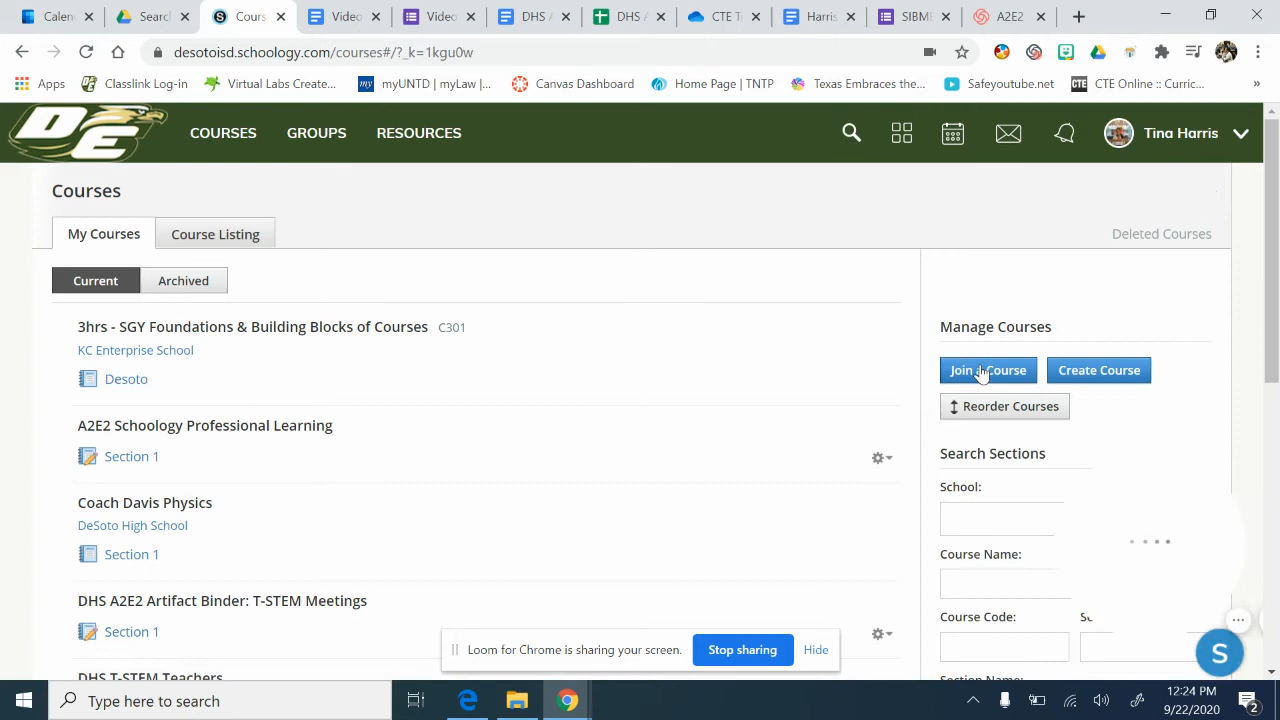 Calen
Search
Cours
Video
Video
DHS A
DHS A
CTE T
Harris
SIBM
A2E2
desotoisd.schoology.com/courses#/?_k=1kgu0w
Apps
Classlink Log-in
Virtual Labs Create...
myUNTD | myLaw |...
Canvas Dashboard
Home Page | TNTP
Texas Embraces the...
Safeyoutube.net
CTE Online :: Curric...
DE
COURSES
GROUPS
RESOURCES
Tina Harris
Courses
My Courses
Course Listing
Deleted Courses
Current
Archived
3hrs - SGY Foundations & Building Blocks of Courses C301
KC Enterprise School
Desoto
A2E2 Schoology Professional Learning
Section 1
Coach Davis Physics
DeSoto High School
Section 1
DHS A2E2 Artifact Binder: T-STEM Meetings
Section 1
DHS T-STEM Teachers
Manage Courses
Join a Course
Create Course
Reorder Courses
Search Sections
School:
Course Name:
Course Code:
Section Name:
Loom for Chrome is sharing your screen.
Stop sharing
Hide
S
Type here to search
12:24 PM
9/22/2020
2